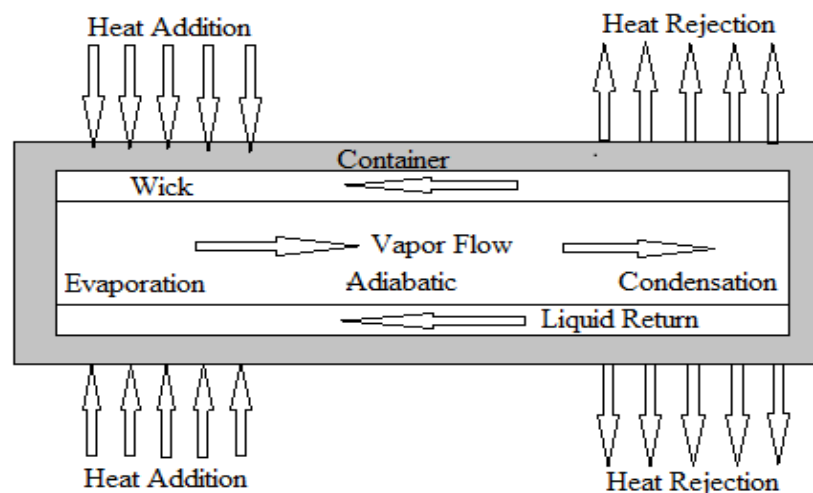 Heat Addition
Heat Rejection
Container
Wick
Vapor Flow
Evaporation
Adiabatic
Condensation
Liquid Return
Heat Addition
Heat Rejection